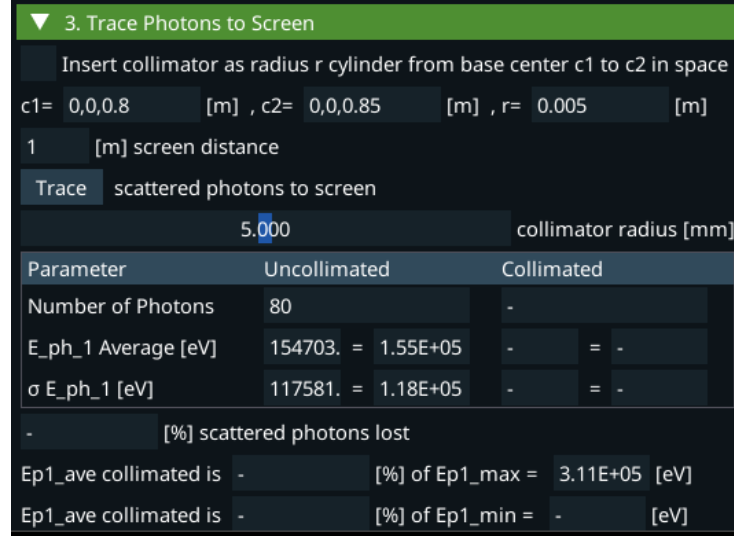 ▼ 3. Trace Photons to Screen
Insert collimator as radius r cylinder from base center c1 to c2 in space
c1= 0,0,0.8 [m] , c2= 0,0,0.85 [m] , r= 0.005 [m]
1 [m] screen distance
Trace scattered photons to screen
5.000 collimator radius [mm]
Parameter Uncollimated Collimated
Number of Photons 80 -
E_ph_1 Average [eV] 154703. = 1.55E+05 - = -
σ E_ph_1 [eV] 117581. = 1.18E+05 - = -
- [%] scattered photons lost
Ep1_ave collimated is - [%] of Ep1_max = 3.11E+05 [eV]
Ep1_ave collimated is - [%] of Ep1_min = - [eV]